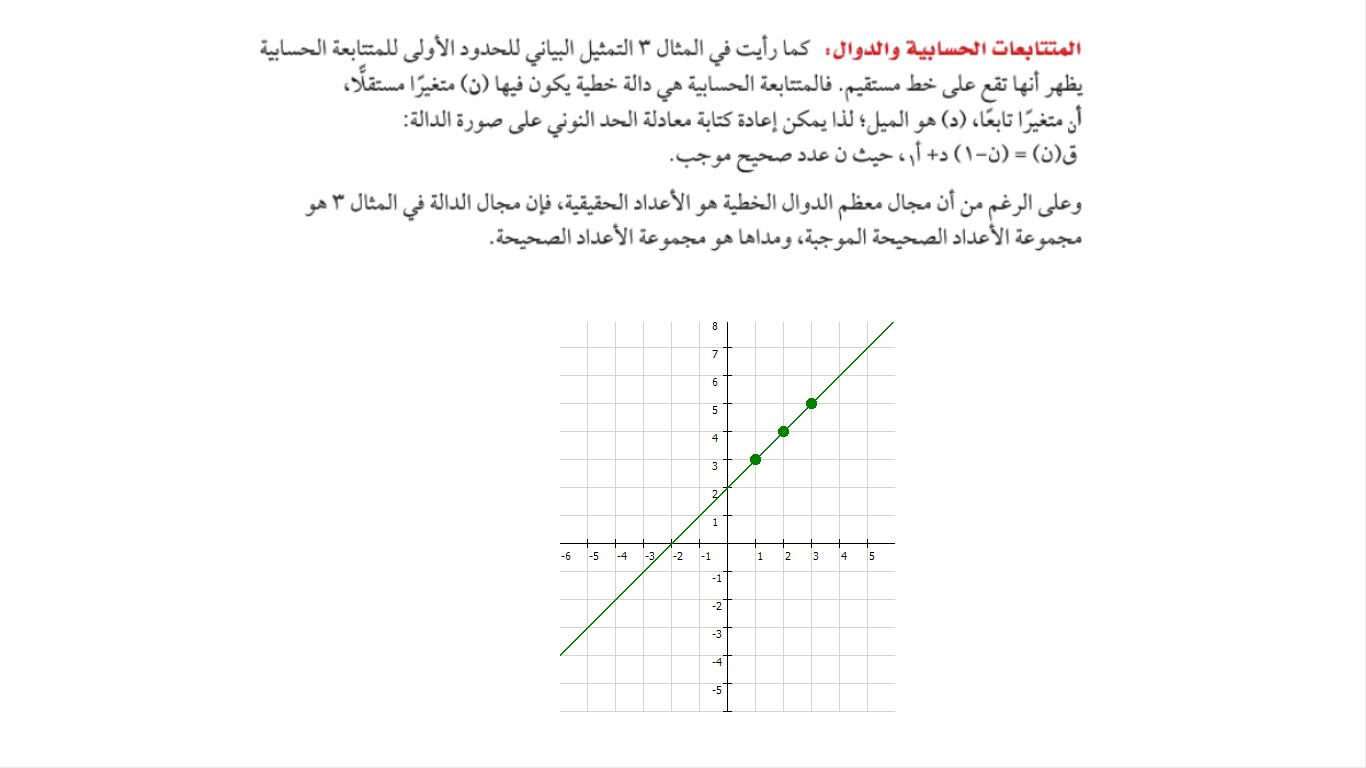 المتتابعات الحسابية والدوال: كما رأيت في المثال ٣ التمثيل البياني للحدود الأولى للمتتابعة الحسابية
يظهر أنها تقع على خط مستقيم. فالمتتابعة الحسابية هي دالة خطية يكون فيها (ن) متغيرًا مستقلًّا،
أن متغيرًا تابعًا، (د) هو الميل؛ لذا يمكن إعادة كتابة معادلة الحد النوني على صورة الدالة:
ق(ن) = (ن-١) د+ أ١، حيث ن عدد صحيح موجب.
وعلى الرغم من أن مجال معظم الدوال الخطية هو الأعداد الحقيقية، فإن مجال الدالة في المثال ٣ هو
مجموعة الأعداد الصحيحة الموجبة، ومداها هو مجموعة الأعداد الصحيحة.
8
7
6
5
4
3
2
1
-6 -5 -4 -3 -2 -1 1 2 3 4 5
-1
-2
-3
-4
-5